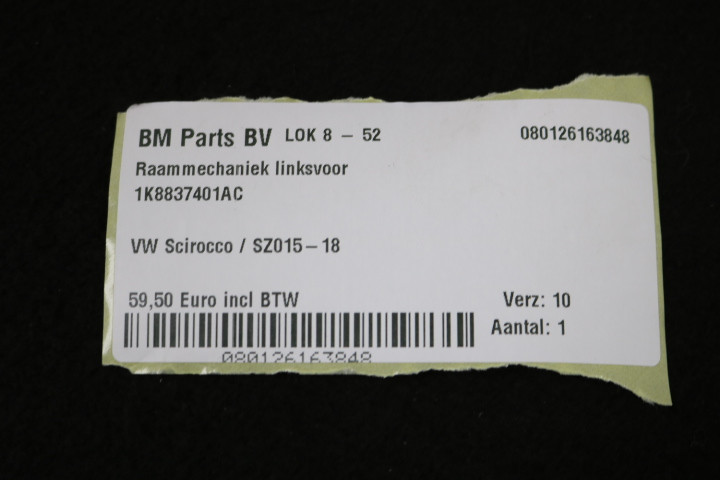 BM Parts BV LOK 8 - 52 080126163848
Raammechaniek linksvoor
1K8837401AC
VW Scirocco / SZ015-18
59,50 Euro incl BTW Verz: 10
Aantal: 1
080126163848